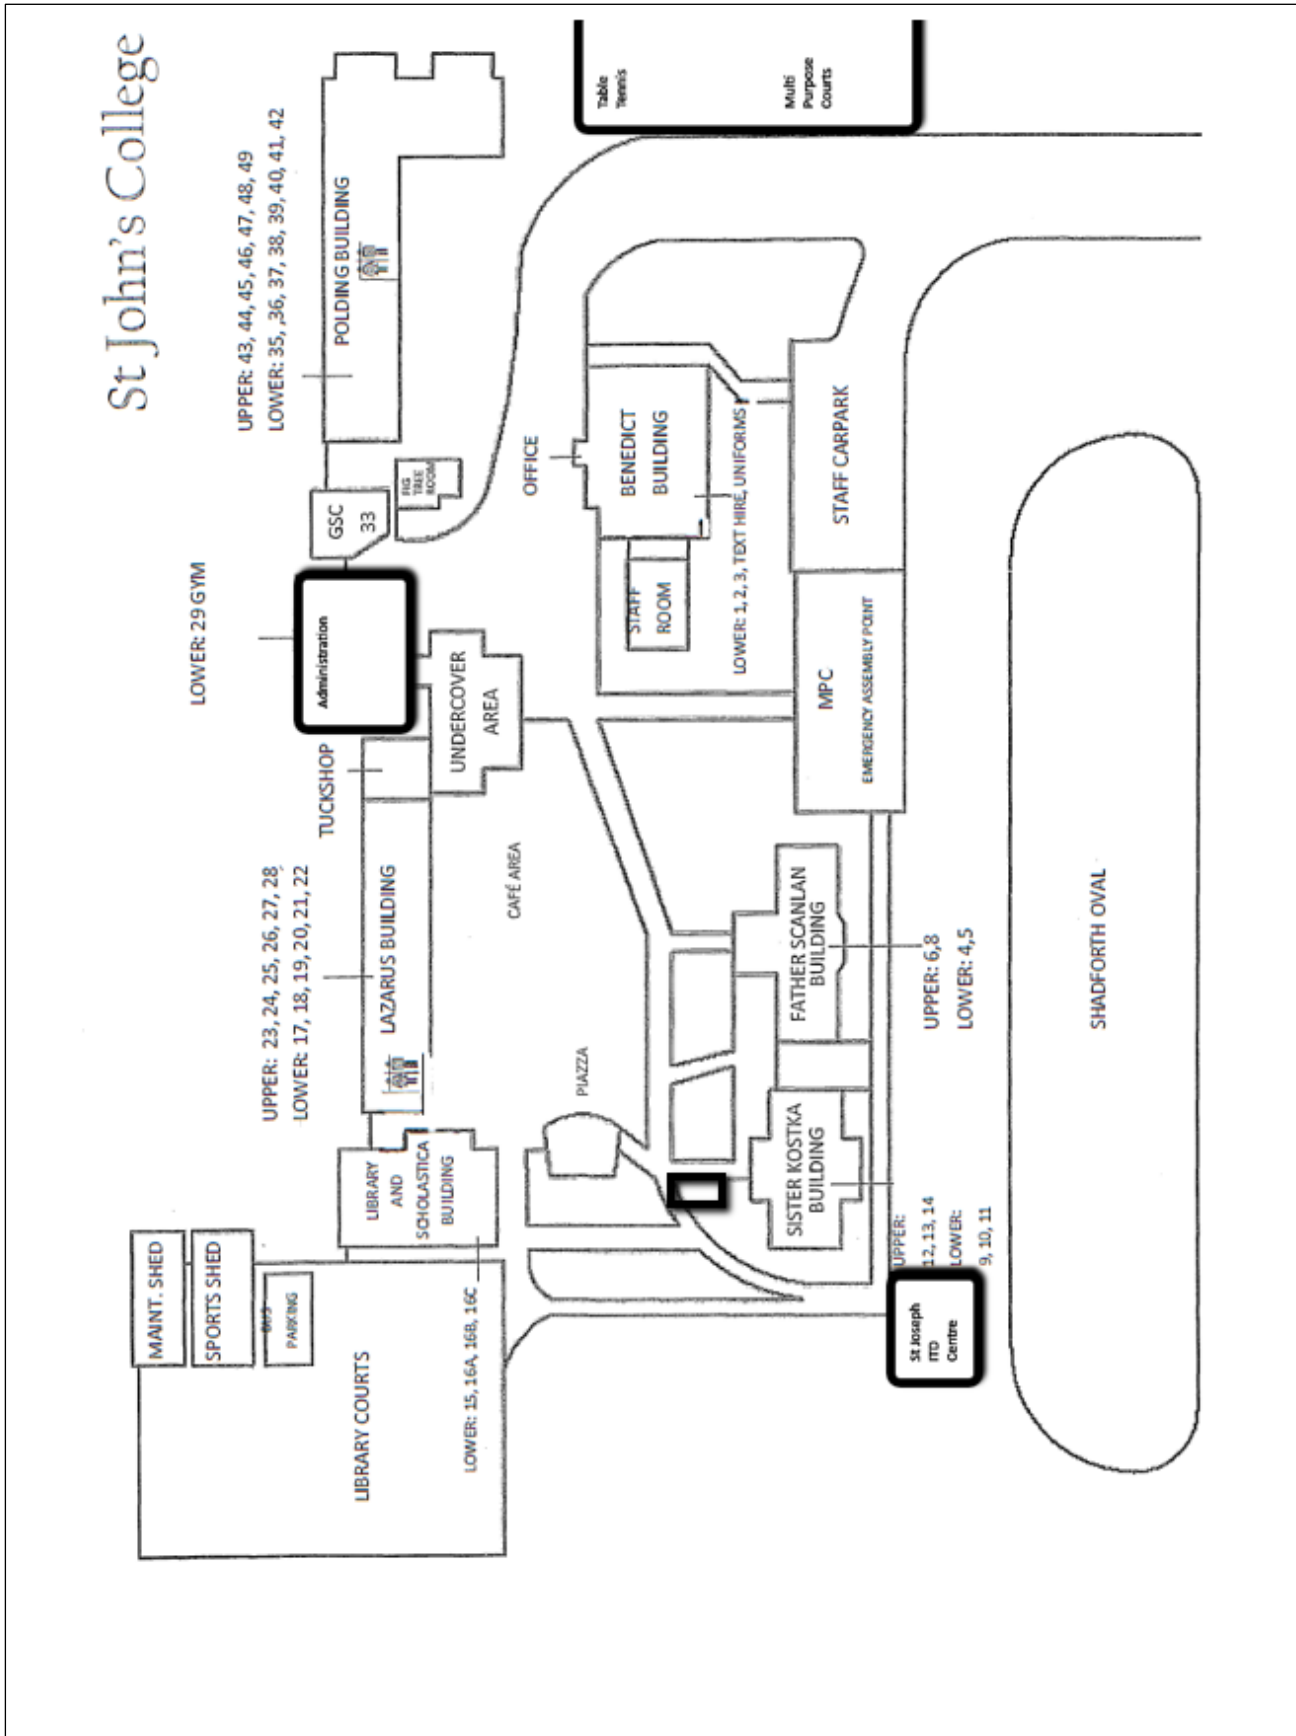 St John's College
UPPER: 43, 44, 45, 46, 47, 48, 49
LOWER: 35, ,36, 37, 38, 39, 40, 41, 42
POLDING BUILDING
Table
Tennis
Multi
Purpose
Courts
GSC
33
FIG
TREE
ROOM
OFFICE
BENEDICT
BUILDING
STAFF
ROOM
LOWER: 1, 2, 3, TEXT HIRE, UNIFORMS
STAFF CARPARK
LOWER: 29 GYM
Administration
UNDERCOVER
AREA
TUCKSHOP
MPC
EMERGENCY ASSEMBLY POINT
UPPER: 23, 24, 25, 26, 27, 28
LOWER: 17, 18, 19, 20, 21, 22
LAZARUS BUILDING
CAFÉ AREA
PIAZZA
FATHER SCANLAN
BUILDING
UPPER: 6,8
LOWER: 4,5
SHADFORTH OVAL
LIBRARY
AND
SCHOLASTICA
BUILDING
LOWER: 15, 16A, 16B, 16C
SISTER KOSTKA
BUILDING
UPPER:
12, 13, 14
LOWER:
9, 10, 11
MAINT. SHED
SPORTS SHED
BUS
PARKING
LIBRARY COURTS
St Joseph
ITD
Centre